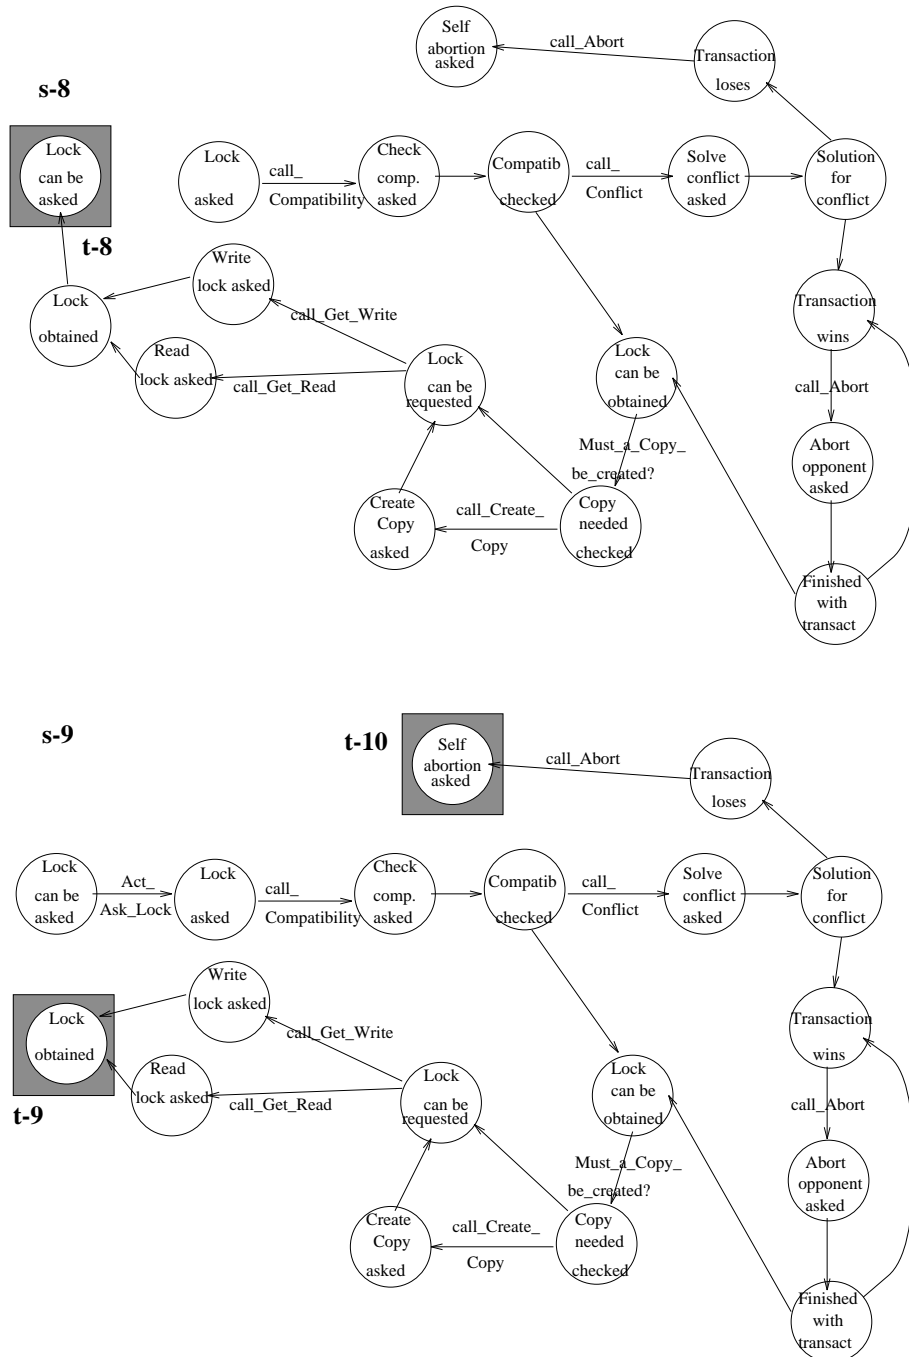 Self
abortion
asked
call_Abort
Transaction
loses
s-8
Lock
can be
asked
t-8
Lock
asked
call_
Compatibility
Check
comp.
asked
Compatib
checked
call_
Conflict
Solve
conflict
asked
Solution
for
conflict
Write
lock asked
call_Get_Write
Lock
obtained
Read
lock asked
call_Get_Read
Lock
can be
requested
Lock
can be
obtained
Transaction
wins
call_Abort
Must_a_Copy_
be_created?
Abort
opponent
asked
Create
Copy
asked
call_Create_
Copy
Copy
needed
checked
Finished
with
transact
s-9
t-10
Self
abortion
asked
call_Abort
Transaction
loses
Lock
can be
asked
Act_
Ask_Lock
Lock
asked
call_
Compatibility
Check
comp.
asked
Compatib
checked
call_
Conflict
Solve
conflict
asked
Solution
for
conflict
Write
lock asked
call_Get_Write
Lock
obtained
t-9
Read
lock asked
call_Get_Read
Lock
can be
requested
Lock
can be
obtained
Transaction
wins
call_Abort
Must_a_Copy_
be_created?
Abort
opponent
asked
Create
Copy
asked
call_Create_
Copy
Copy
needed
checked
Finished
with
transact